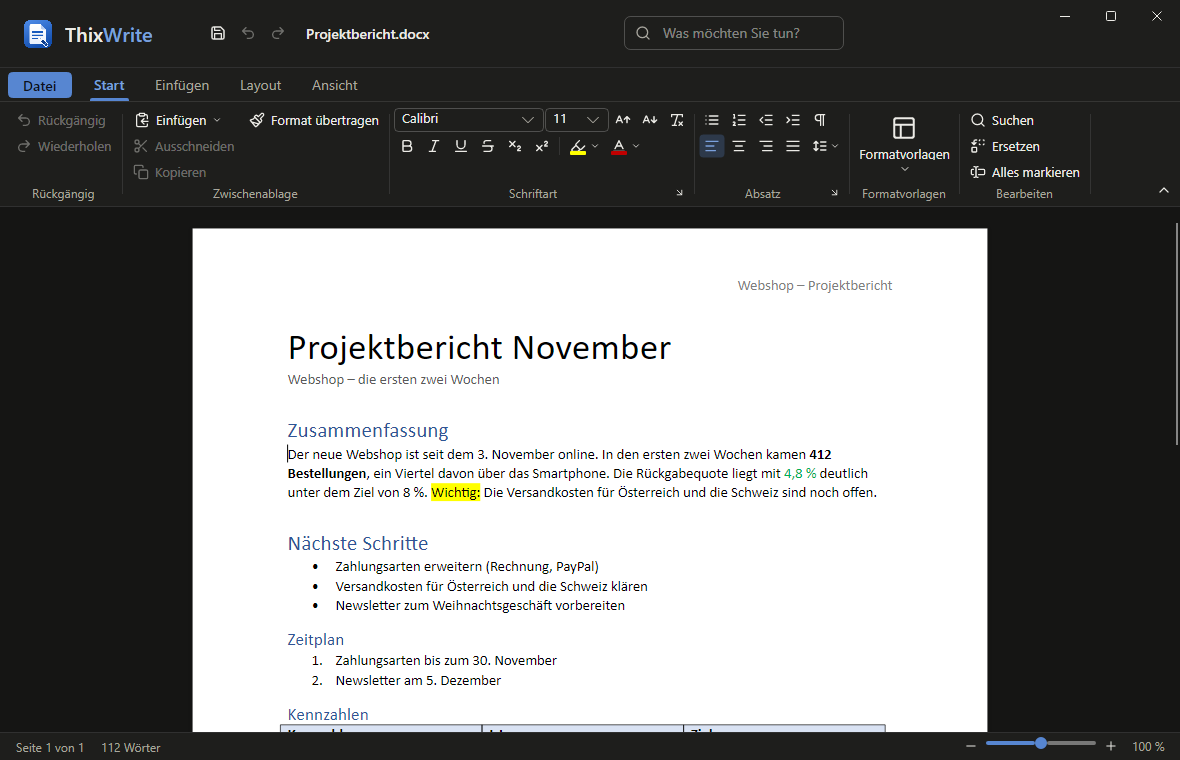 ThixWrite
Projektbericht.docx
Was möchten Sie tun?
Datei Start Einfügen Layout Ansicht
Rückgängig
Wiederholen
Rückgängig
Einfügen
Format übertragen
Ausschneiden
Kopieren
Zwischenablage
Calibri 11
Schriftart
Absatz
Formatvorlagen
Formatvorlagen
Suchen
Ersetzen
Alles markieren
Bearbeiten
Webshop – Projektbericht
Projektbericht November
Webshop – die ersten zwei Wochen
Zusammenfassung
Der neue Webshop ist seit dem 3. November online. In den ersten zwei Wochen kamen 412
Bestellungen, ein Viertel davon über das Smartphone. Die Rückgabequote liegt mit 4,8 % deutlich
unter dem Ziel von 8 %. Wichtig: Die Versandkosten für Österreich und die Schweiz sind noch offen.
Nächste Schritte
• Zahlungsarten erweitern (Rechnung, PayPal)
• Versandkosten für Österreich und die Schweiz klären
• Newsletter zum Weihnachtsgeschäft vorbereiten
Zeitplan
1. Zahlungsarten bis zum 30. November
2. Newsletter am 5. Dezember
Kennzahlen
Seite 1 von 1 112 Wörter 100 %